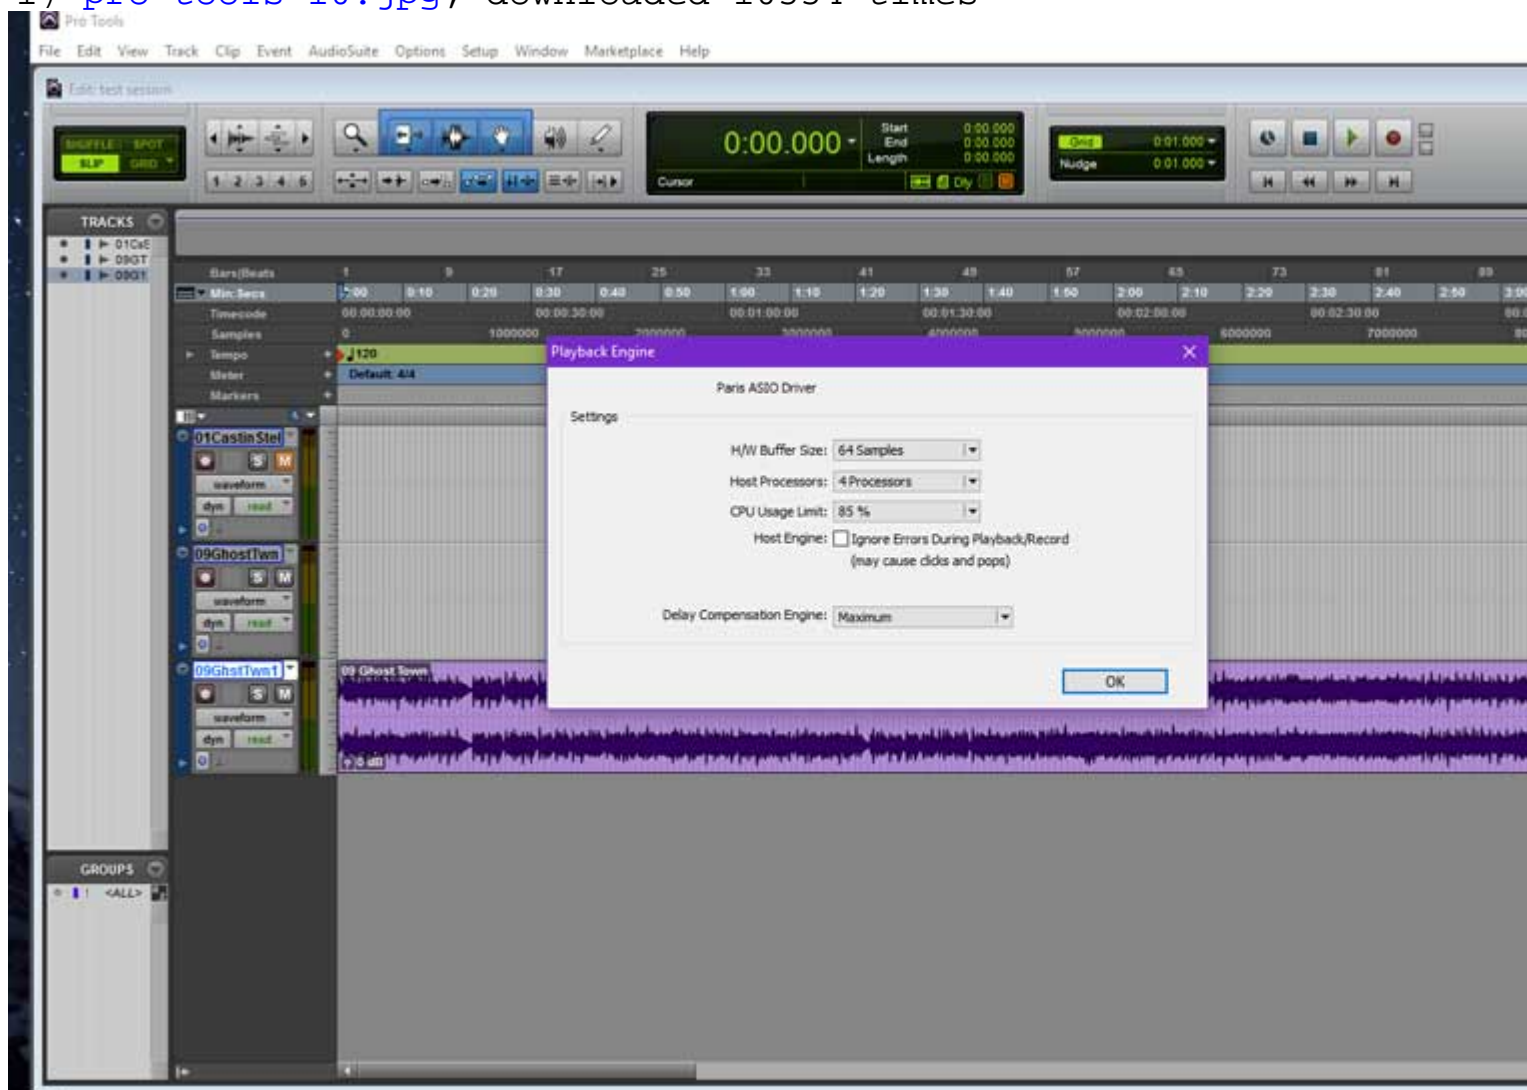 Pro Tools
File Edit View Track Clip Event AudioSuite Options Setup Window Marketplace Help
Edit: test session
SHUFFLE SPOT
SLIP GRID
1 2 3 4 5
0:00.000
Start 0:00.000
End 0:00.000
Length 0:00.000
Cursor
Dly
Grid 0:01.000
Nudge 0:01.000
TRACKS
01CsS
09GT
09GT
Bars|Beats 1 9 17 25 33 41 49 57 65 73 81 89
Min:Secs 0:00 0:10 0:20 0:30 0:40 0:50 1:00 1:10 1:20 1:30 1:40 1:50 2:00 2:10 2:20 2:30 2:40 2:50 3:00
Timecode 00:00:00:00 00:00:30:00 00:01:00:00 00:01:30:00 00:02:00:00 00:02:30:00
Samples 0 1000000 2000000 3000000 4000000 5000000 6000000 7000000
Tempo 120
Meter Default: 4/4
Markers
Playback Engine
Paris ASIO Driver
Settings
H/W Buffer Size: 64 Samples
Host Processors: 4 Processors
CPU Usage Limit: 85 %
Host Engine: Ignore Errors During Playback/Record
(may cause clicks and pops)
Delay Compensation Engine: Maximum
OK
01CastinStel
S M
waveform
dyn read
09GhostTwn
S M
waveform
dyn read
09GhstTwn1
S M
waveform
dyn read
09 Ghost Town
0 dB
GROUPS
! <ALL>